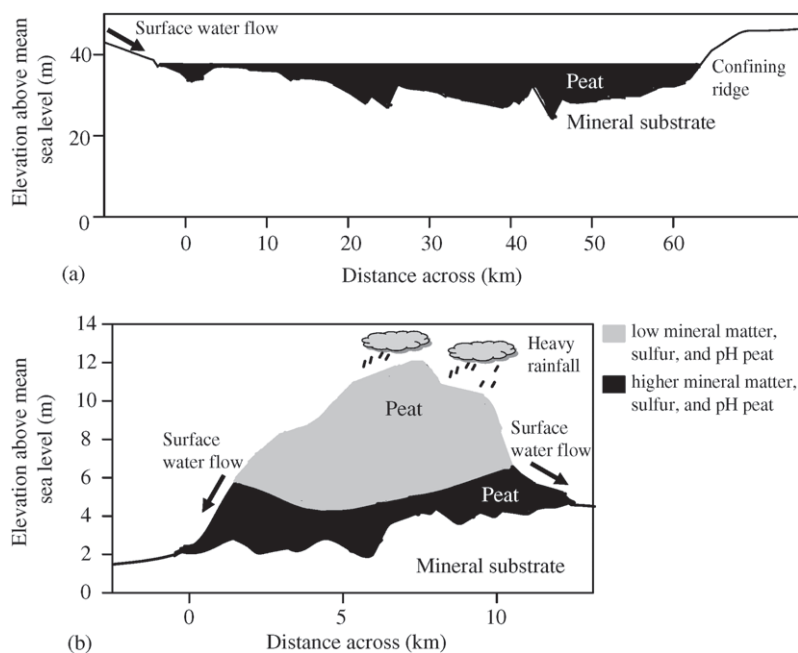 Surface water flow
40
20
0
Elevation above mean
sea level (m)
Peat
Mineral substrate
Confining
ridge
0 10 20 30 40 50 60
Distance across (km)
(a)
14
12
10
8
6
4
2
0
Elevation above mean
sea level (m)
Heavy
rainfall
Peat
Surface
water flow
Surface
water flow
Peat
Mineral substrate
0 5 10
Distance across (km)
(b)
low mineral matter,
sulfur, and pH peat
higher mineral matter,
sulfur, and pH peat